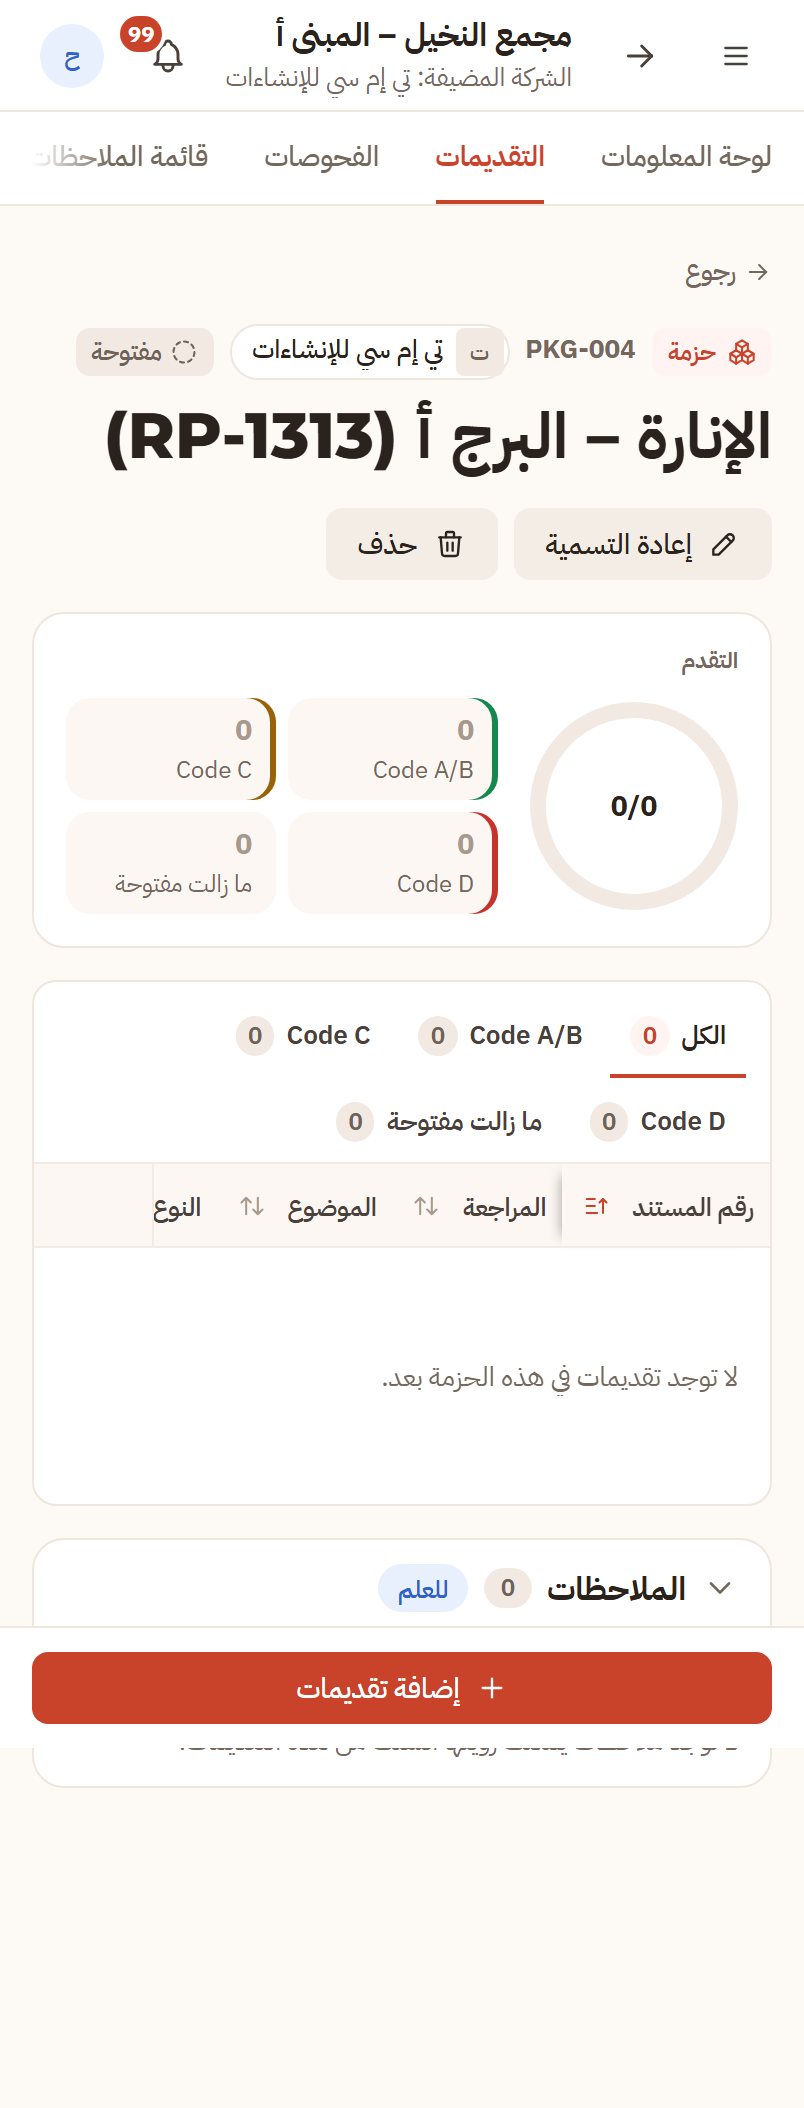 مجمع النخيل – المبنى أ
99
ح
الشركة المضيفة: تي إم سي للإنشاءات
لوحة المعلومات
التقديمات
الفحوصات
قائمة الملاحظات
رجوع
حزمة
PKG-004
ت
تي إم سي للإنشاءات
مفتوحة
الإنارة – البرج أ (RP-1313)
إعادة التسمية
حذف
التقدم
0/0
0
Code A/B
0
Code C
0
Code D
0
ما زالت مفتوحة
الكل 0
Code A/B 0
Code C 0
Code D 0
ما زالت مفتوحة 0
رقم المستند
المراجعة
الموضوع
النوع
لا توجد تقديمات في هذه الحزمة بعد.
الملاحظات 0 للعلم
إضافة تقديمات